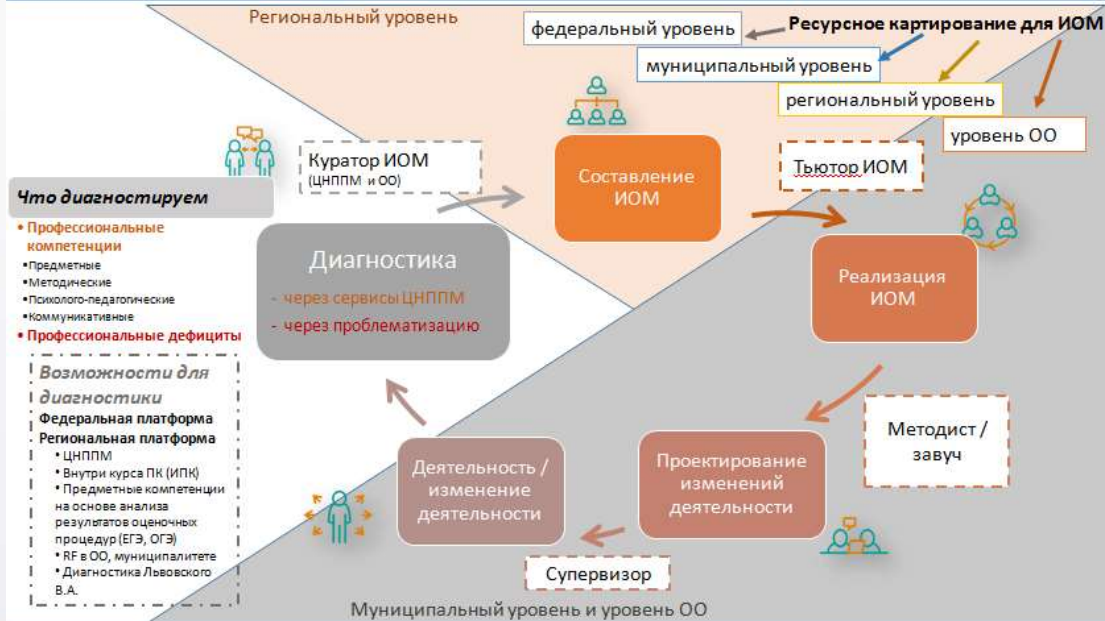 Региональный уровень
Ресурсное картирование для ИОМ
федеральный уровень
муниципальный уровень
региональный уровень
уровень ОО
Куратор ИОМ
(ЦНППМ и ОО)
Составление
ИОМ
Тьютор ИОМ
Что диагностируем
• Профессиональные
компетенции
•Предметные
•Методические
•Психолого-педагогические
•Коммуникативные
• Профессиональные дефициты
Диагностика
- через сервисы ЦНППМ
- через проблематизацию
Реализация
ИОМ
Возможности для
диагностики
Федеральная платформа
Региональная платформа
• ЦНППМ
• Внутри курса ПК (ИПК)
• Предметные компетенции
на основе анализа
результатов оценочных
процедур (ЕГЭ, ОГЭ)
• RF в ОО, муниципалитете
• Диагностика Львовского
В.А.
Методист /
завуч
Деятельность /
изменение
деятельности
Проектирование
изменений
деятельности
Супервизор
Муниципальный уровень и уровень ОО